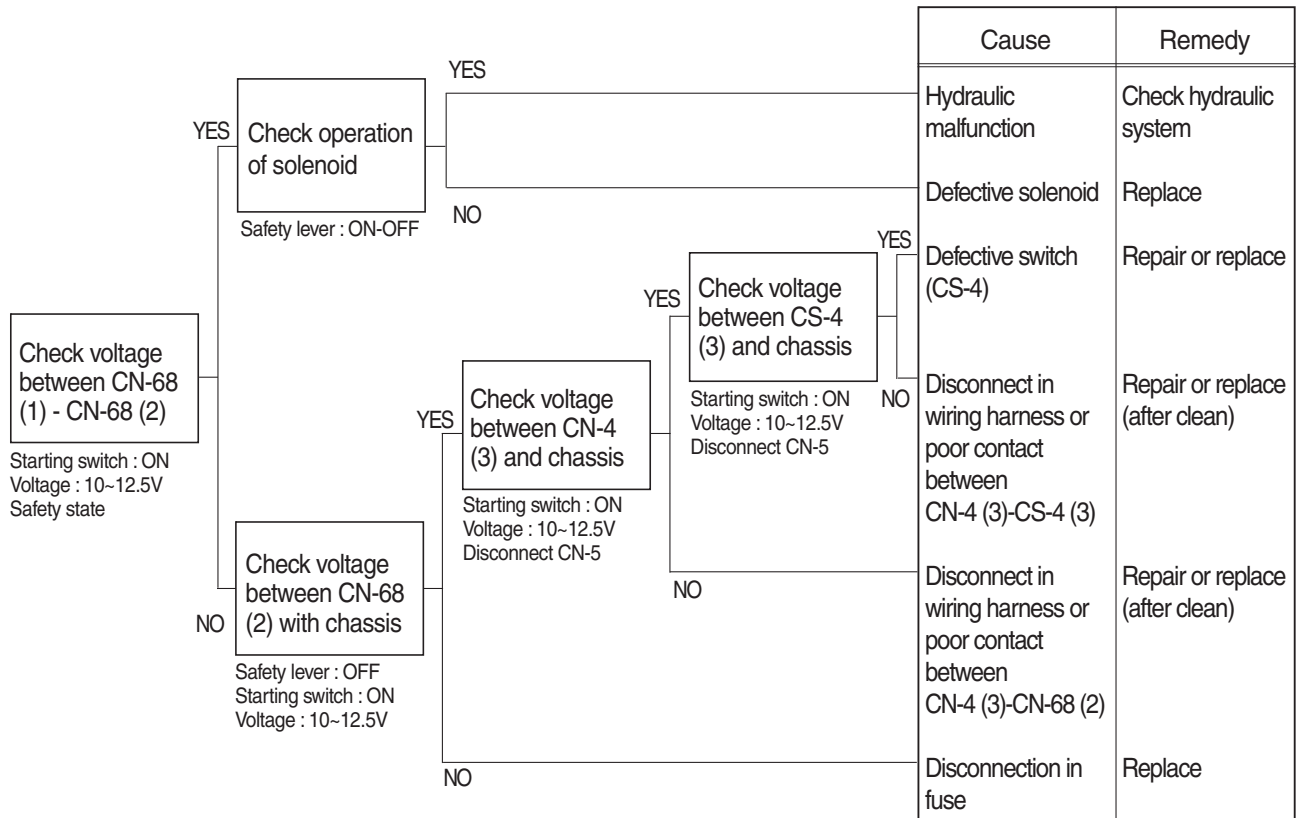 Cause
Remedy
YES
Hydraulic
malfunction
Check hydraulic
system
YES
Check operation
of solenoid
Safety lever : ON-OFF
NO
Defective solenoid
Replace
YES
Defective switch
(CS-4)
Repair or replace
YES
Check voltage
between CS-4
(3) and chassis
Starting switch : ON
Voltage : 10~12.5V
Disconnect CN-5
NO
Disconnect in
wiring harness or
poor contact
between
CN-4 (3)-CS-4 (3)
Repair or replace
(after clean)
Check voltage
between CN-68
(1) - CN-68 (2)
Starting switch : ON
Voltage : 10~12.5V
Safety state
YES
Check voltage
between CN-4
(3) and chassis
Starting switch : ON
Voltage : 10~12.5V
Disconnect CN-5
NO
Disconnect in
wiring harness or
poor contact
between
CN-4 (3)-CN-68 (2)
Repair or replace
(after clean)
NO
Check voltage
between CN-68
(2) with chassis
Safety lever : OFF
Starting switch : ON
Voltage : 10~12.5V
NO
Disconnection in
fuse
Replace